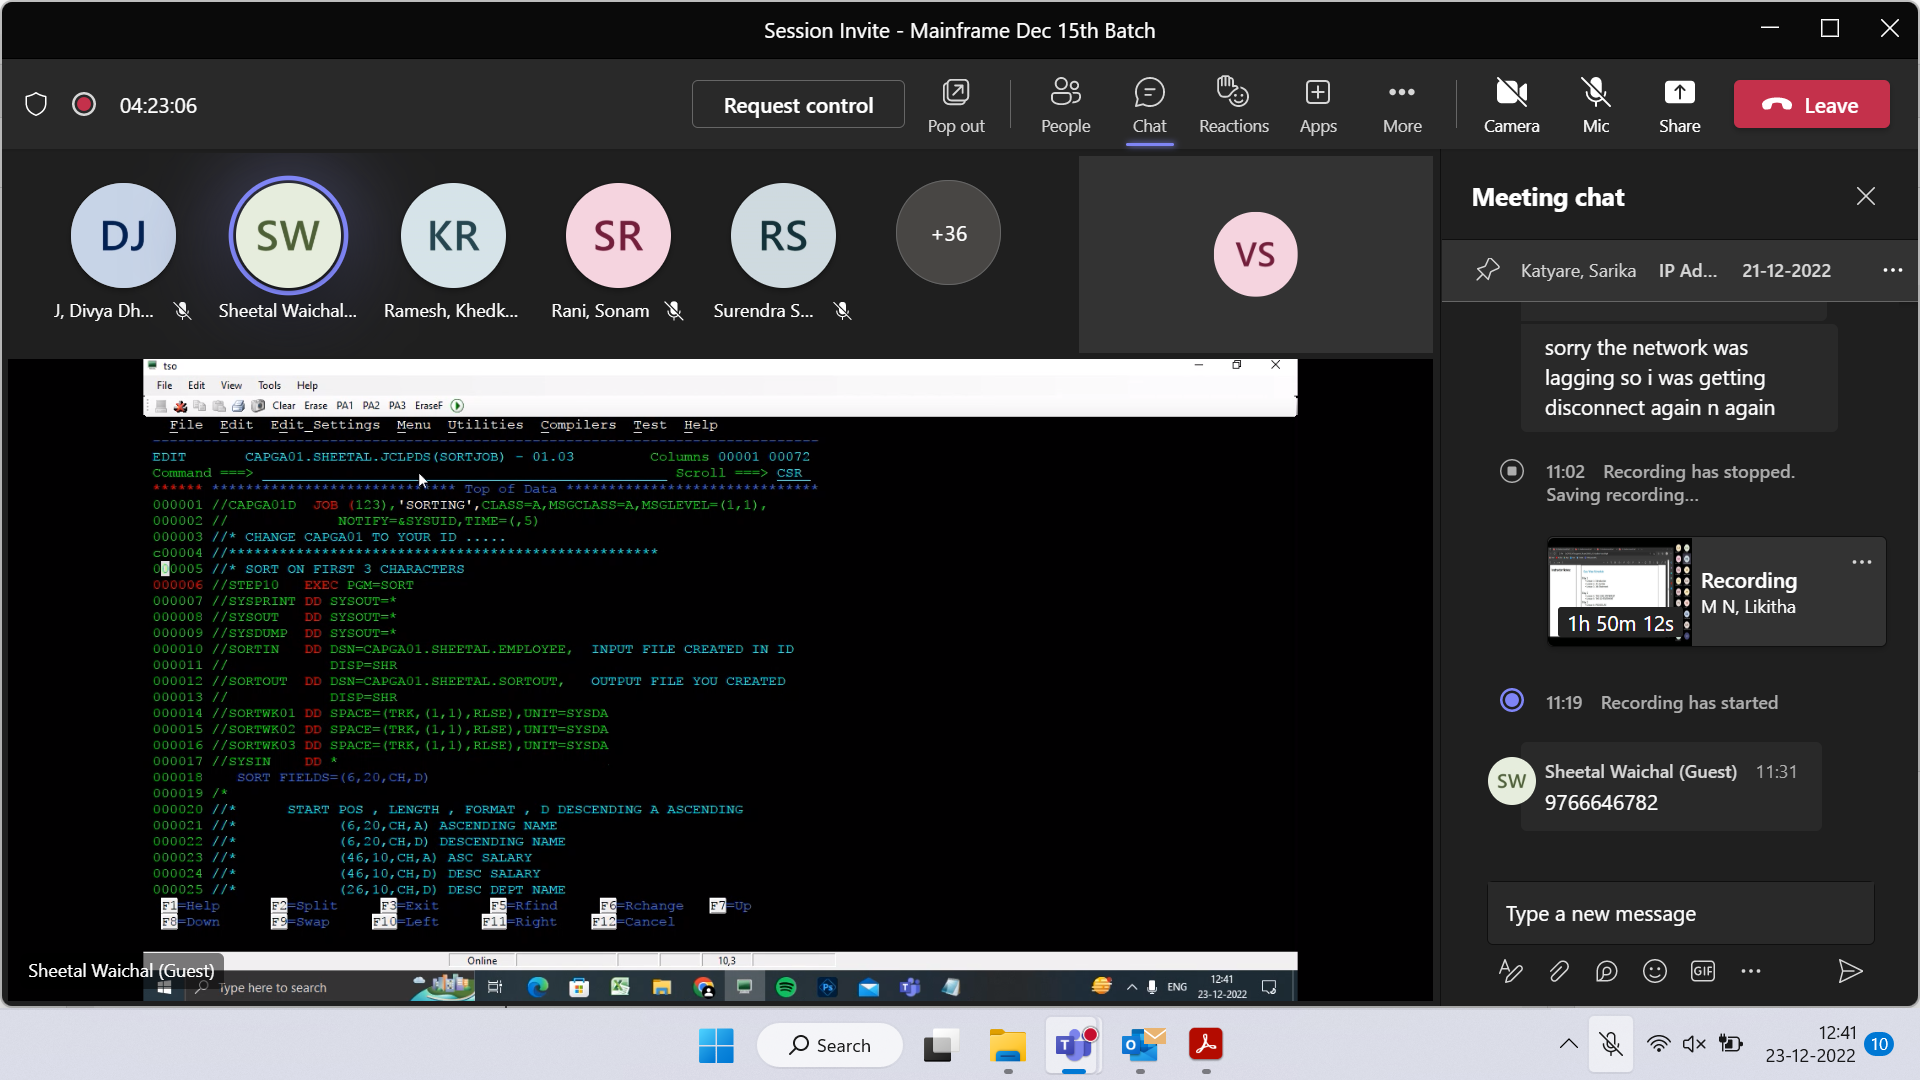 Session Invite - Mainframe Dec 15th Batch
04:23:06
Request control
Pop out
People
Chat
Reactions
Apps
More
Camera
Mic
Share
Leave
DJ
SW
KR
SR
RS
+36
VS
J, Divya Dh...
Sheetal Waichal...
Ramesh, Khedk...
Rani, Sonam
Surendra S...
Meeting chat
Katyare, Sarika IP Ad... 21-12-2022
sorry the network was
lagging so i was getting
disconnect again n again
11:02 Recording has stopped.
Saving recording...
1h 50m 12s
Recording
M N, Likitha
11:19 Recording has started
SW
Sheetal Waichal (Guest) 11:31
9766646782
Type a new message
GIF
tso
File Edit View Tools Help
Clear Erase PA1 PA2 PA3 EraseF
File Edit Edit_Settings Menu Utilities Compilers Test Help
EDIT CAPGA01.SHEETAL.JCLPDS(SORTJOB) - 01.03 Columns 00001 00072
Command ===> Scroll ===> CSR
****** **************************** Top of Data ******************************
000001 //CAPGA01D JOB (123),'SORTING',CLASS=A,MSGCLASS=A,MSGLEVEL=(1,1),
000002 // NOTIFY=&SYSUID,TIME=(,5)
000003 //* CHANGE CAPGA01 TO YOUR ID .....
c00004 //***************************************************
000005 //* SORT ON FIRST 3 CHARACTERS
000006 //STEP10 EXEC PGM=SORT
000007 //SYSPRINT DD SYSOUT=*
000008 //SYSOUT DD SYSOUT=*
000009 //SYSDUMP DD SYSOUT=*
000010 //SORTIN DD DSN=CAPGA01.SHEETAL.EMPLOYEE, INPUT FILE CREATED IN ID
000011 // DISP=SHR
000012 //SORTOUT DD DSN=CAPGA01.SHEETAL.SORTOUT, OUTPUT FILE YOU CREATED
000013 // DISP=SHR
000014 //SORTWK01 DD SPACE=(TRK,(1,1),RLSE),UNIT=SYSDA
000015 //SORTWK02 DD SPACE=(TRK,(1,1),RLSE),UNIT=SYSDA
000016 //SORTWK03 DD SPACE=(TRK,(1,1),RLSE),UNIT=SYSDA
000017 //SYSIN DD *
000018 SORT FIELDS=(6,20,CH,D)
000019 /*
000020 //* START POS , LENGTH , FORMAT , D DESCENDING A ASCENDING
000021 //* (6,20,CH,A) ASCENDING NAME
000022 //* (6,20,CH,D) DESCENDING NAME
000023 //* (46,10,CH,A) ASC SALARY
000024 //* (46,10,CH,D) DESC SALARY
000025 //* (26,10,CH,D) DESC DEPT NAME
F1=Help F2=Split F3=Exit F5=Rfind F6=Rchange F7=Up
F8=Down F9=Swap F10=Left F11=Right F12=Cancel
Online 10,3
Sheetal Waichal (Guest)
Type here to search
ENG
12:41
23-12-2022
Search
12:41
23-12-2022
10